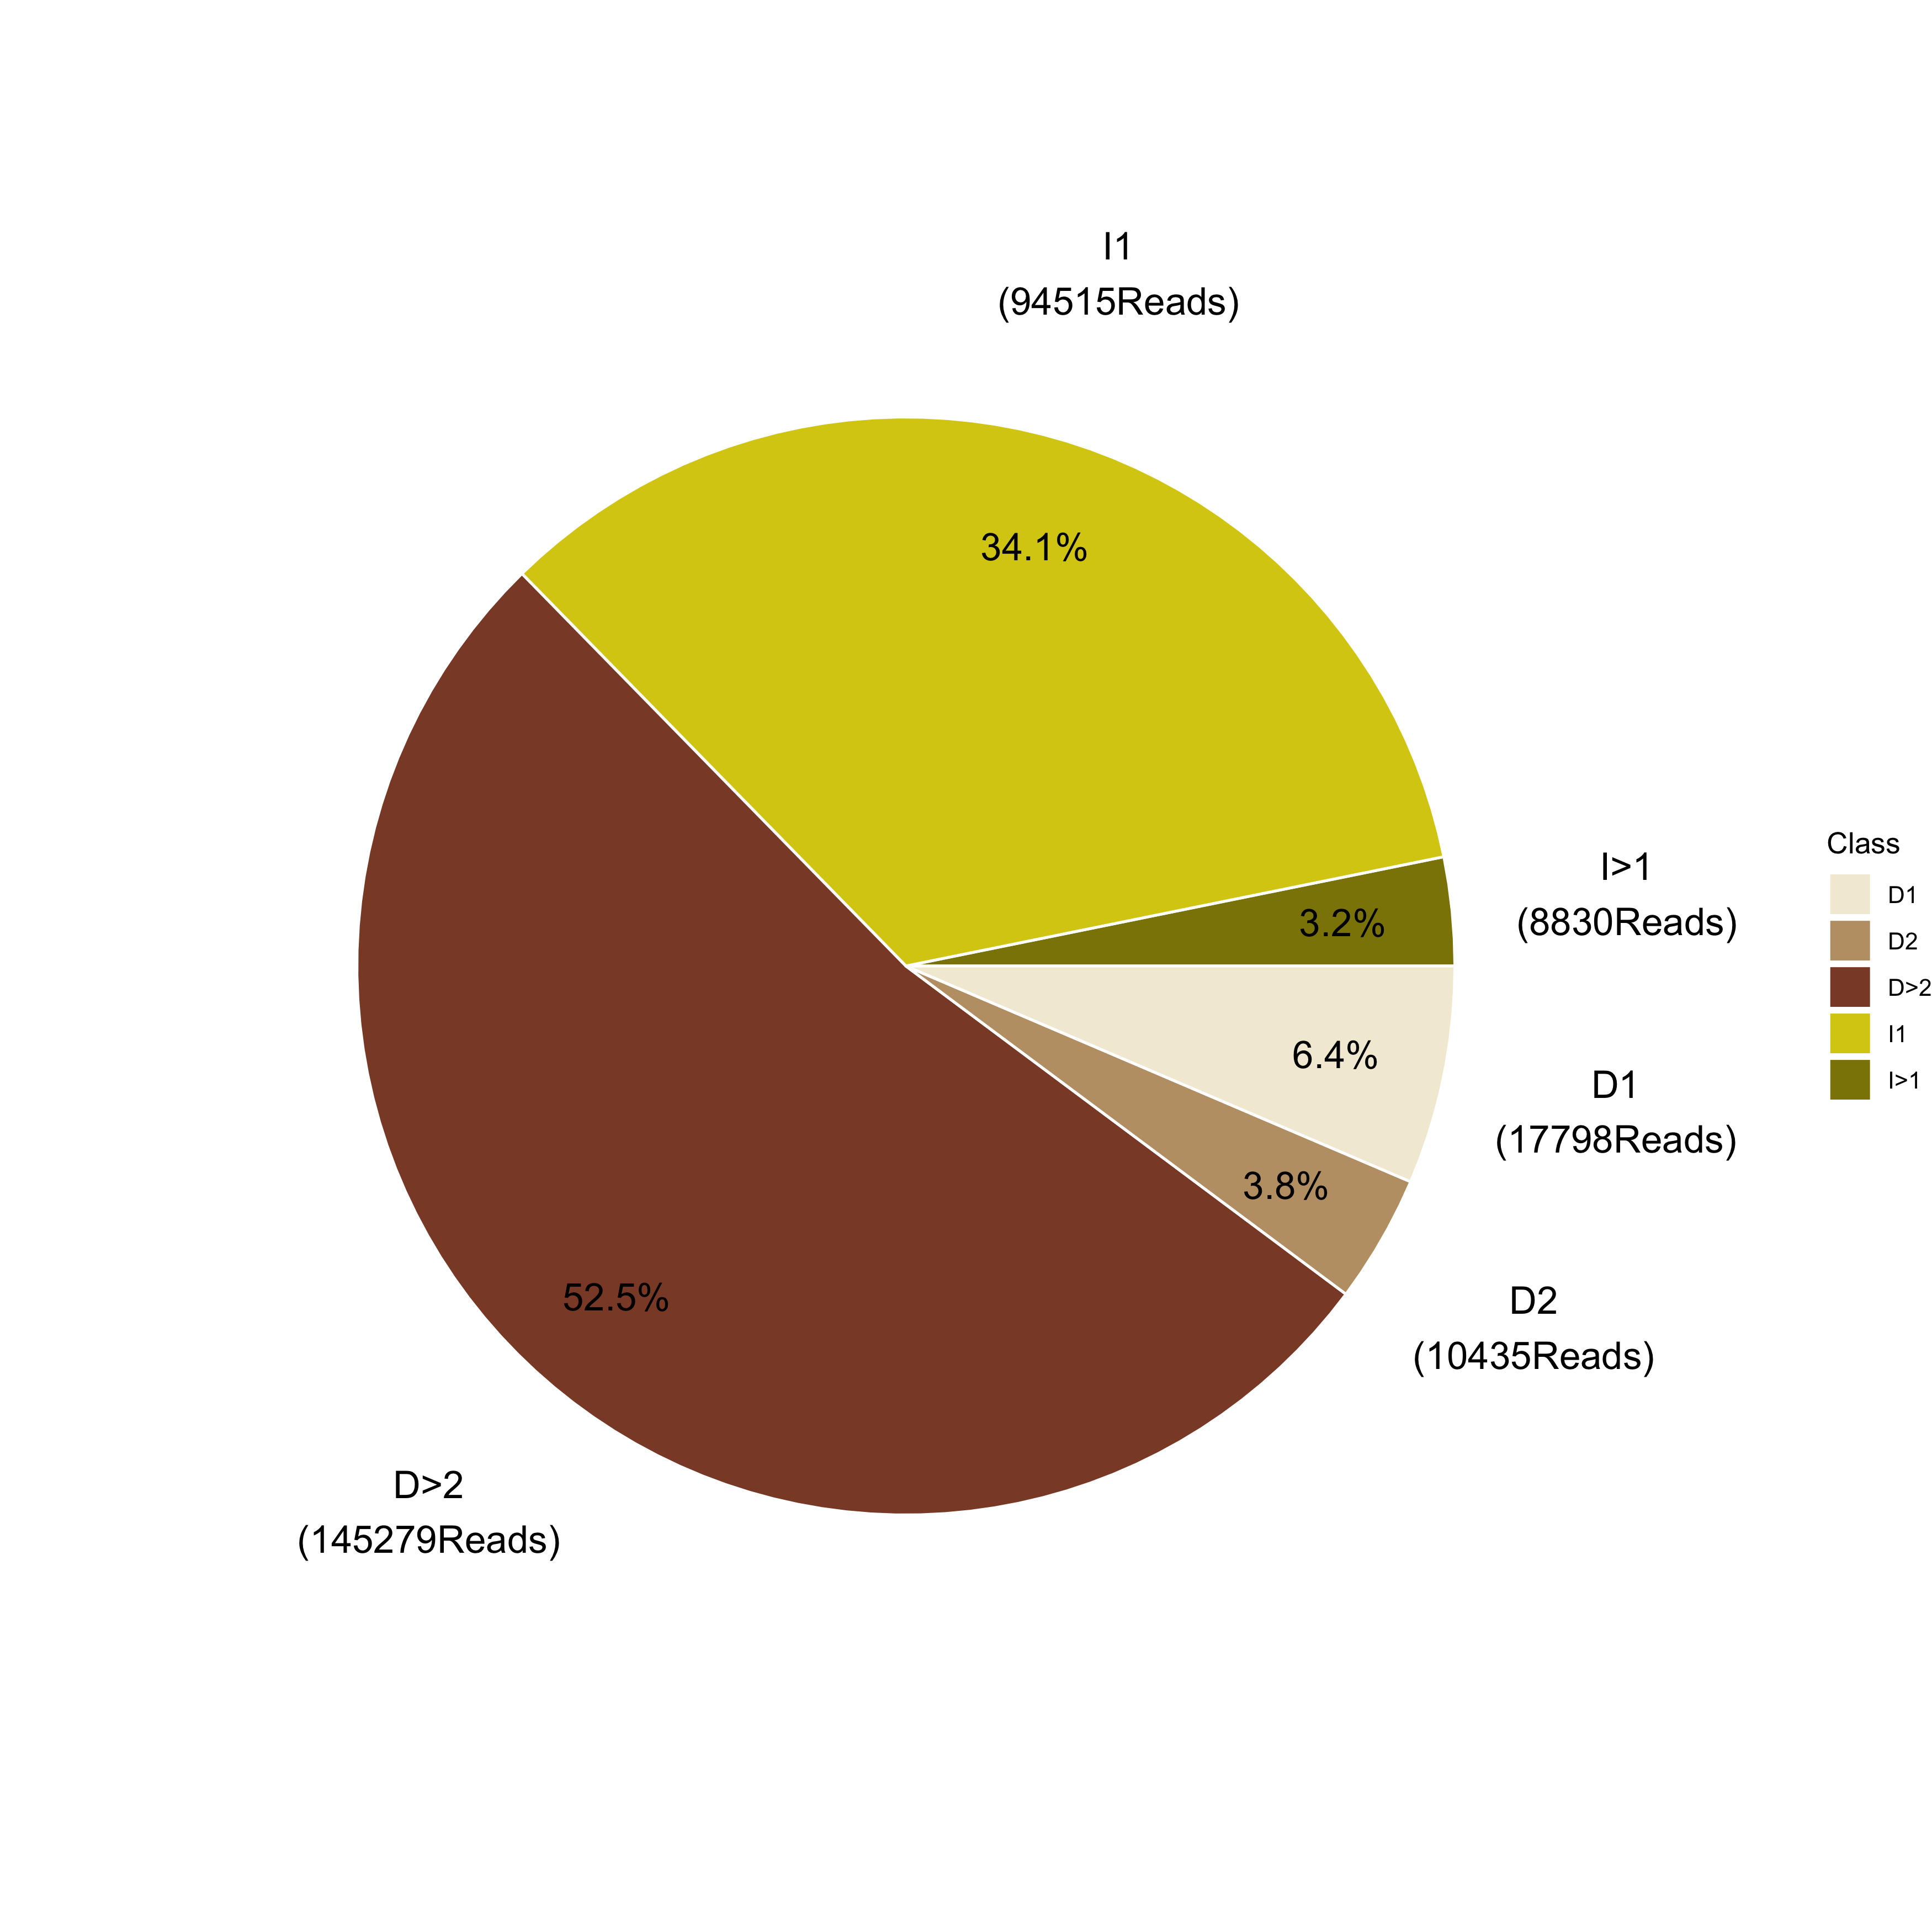 I1
(94515Reads)
34.1%
I>1
(8830Reads)
3.2%
6.4%
D1
(17798Reads)
3.8%
D2
(10435Reads)
52.5%
D>2
(145279Reads)
Class
D1
D2
D>2
I1
I>1